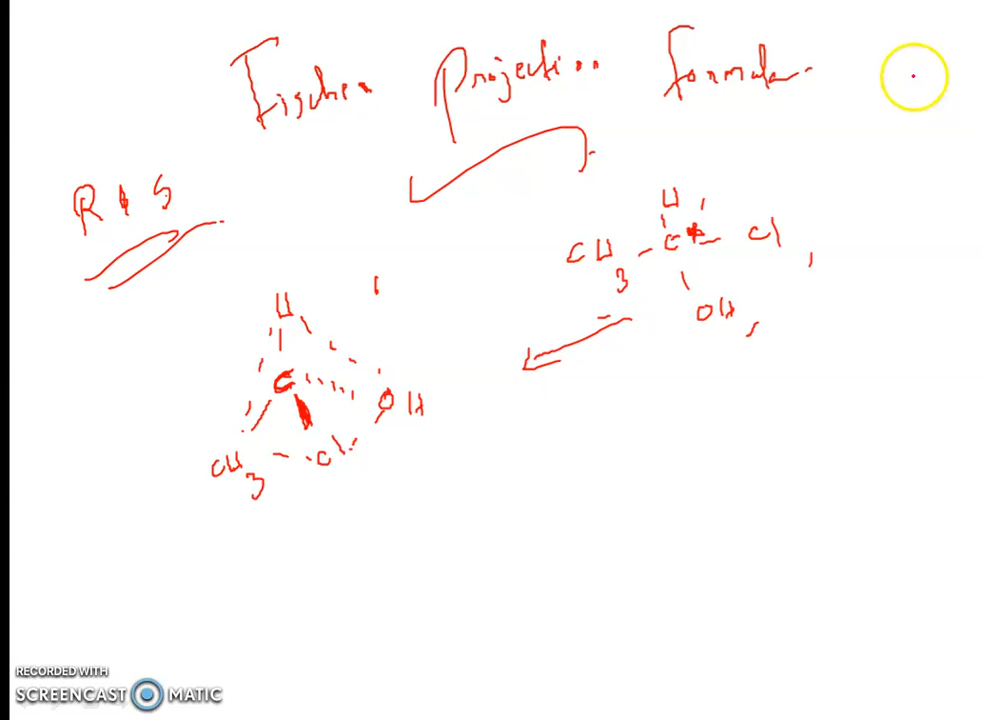 Fischer Projection Formula
R & S
H
CH3 - C* - Cl ,
OH ,
H
C
OH
CH3 Cl
RECORDED WITH
SCREENCAST MATIC